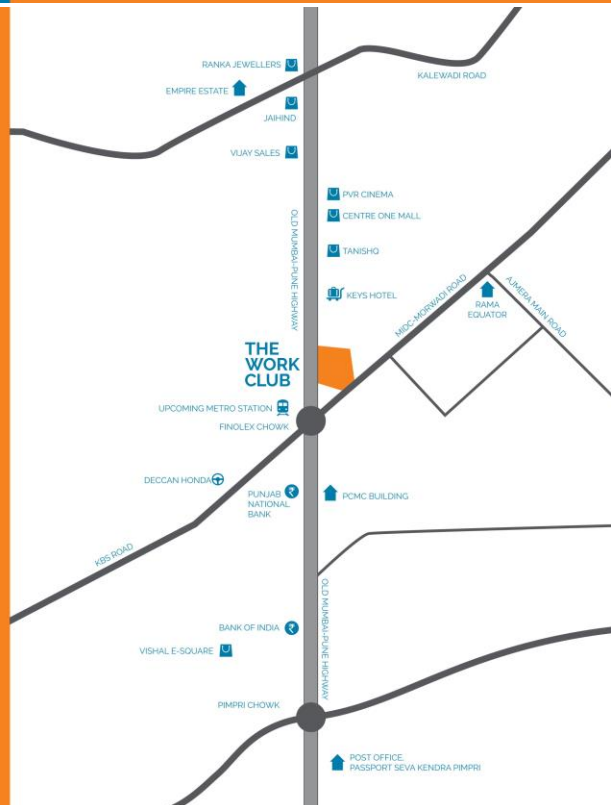 RANKA JEWELLERS
KALEWADI ROAD
EMPIRE ESTATE
JAIHIND
VIJAY SALES
PVR CINEMA
CENTRE ONE MALL
OLD MUMBAI-PUNE HIGHWAY
TANISHQ
KEYS HOTEL
MIDC-MORWADI ROAD
AJMERA MAIN ROAD
RAMA
EQUATOR
THE
WORK
CLUB
UPCOMING METRO STATION
FINOLEX CHOWK
DECCAN HONDA
PUNJAB
NATIONAL
BANK
PCMC BUILDING
KBS ROAD
OLD MUMBAI-PUNE HIGHWAY
BANK OF INDIA
VISHAL E-SQUARE
PIMPRI CHOWK
POST OFFICE,
PASSPORT SEVA KENDRA PIMPRI